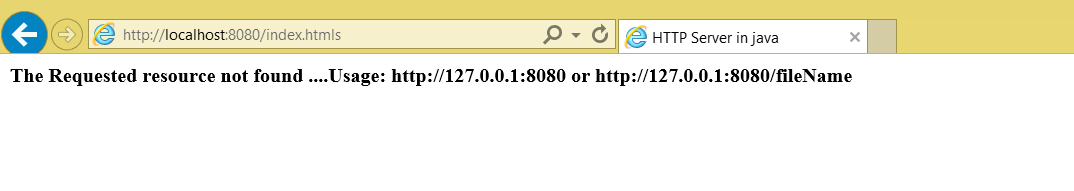 http://localhost:8080/index.htmls
HTTP Server in java
The Requested resource not found ....Usage: http://127.0.0.1:8080 or http://127.0.0.1:8080/fileName